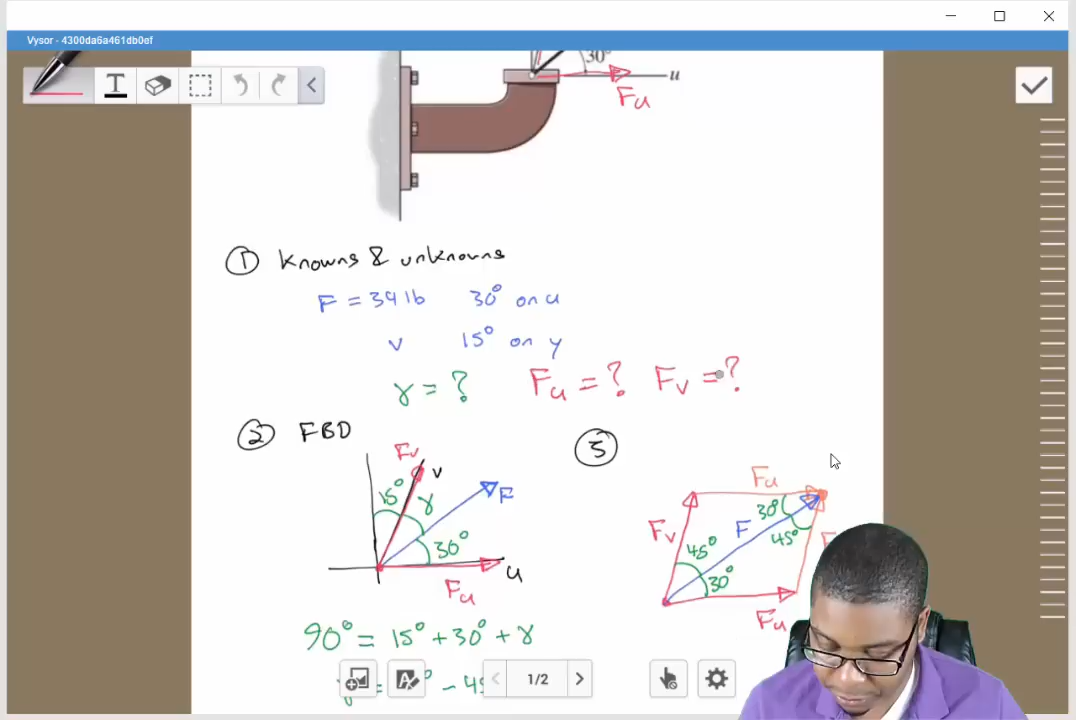 Vysor - 4300da6a461db0ef
T
30°
u
Fu
① Knowns & unknowns
F = 34 lb 30° on u
v 15° on y
γ = ? Fu = ? Fv = ?
② FBD
Fv
v
15°
γ
F
30°
u
Fu
90° = 15° + 30° + γ
Fu
30°
Fv
F
45°
45°
30°
Fu
1/2